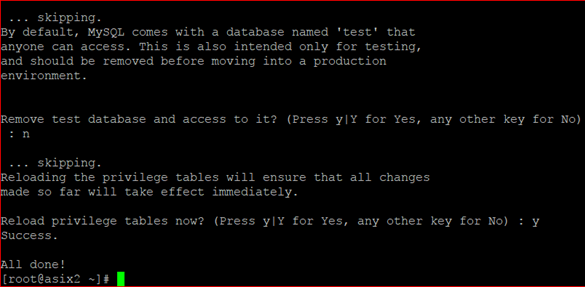 ... skipping.
By default, MySQL comes with a database named 'test' that
anyone can access. This is also intended only for testing,
and should be removed before moving into a production
environment.
Remove test database and access to it? (Press y|Y for Yes, any other key for No)
: n
... skipping.
Reloading the privilege tables will ensure that all changes
made so far will take effect immediately.
Reload privilege tables now? (Press y|Y for Yes, any other key for No) : y
Success.
All done!
[root@asix2 ~]#